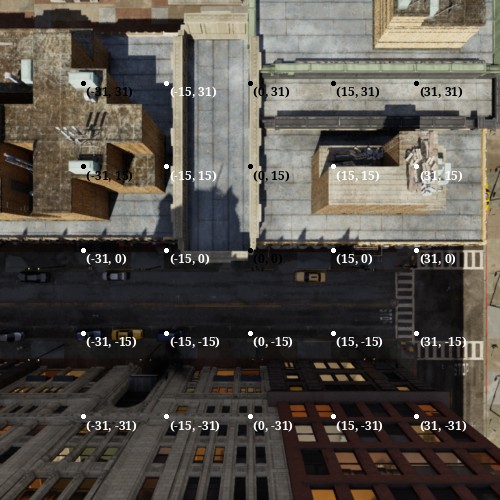 (-31, 31) (-15, 31) (0, 31) (15, 31) (31, 31)
(-31, 15) (-15, 15) (0, 15) (15, 15) (31, 15)
(-31, 0) (-15, 0) (0, 0) (15, 0) (31, 0)
(-31, -15) (-15, -15) (0, -15) (15, -15) (31, -15)
(-31, -31) (-15, -31) (0, -31) (15, -31) (31, -31)